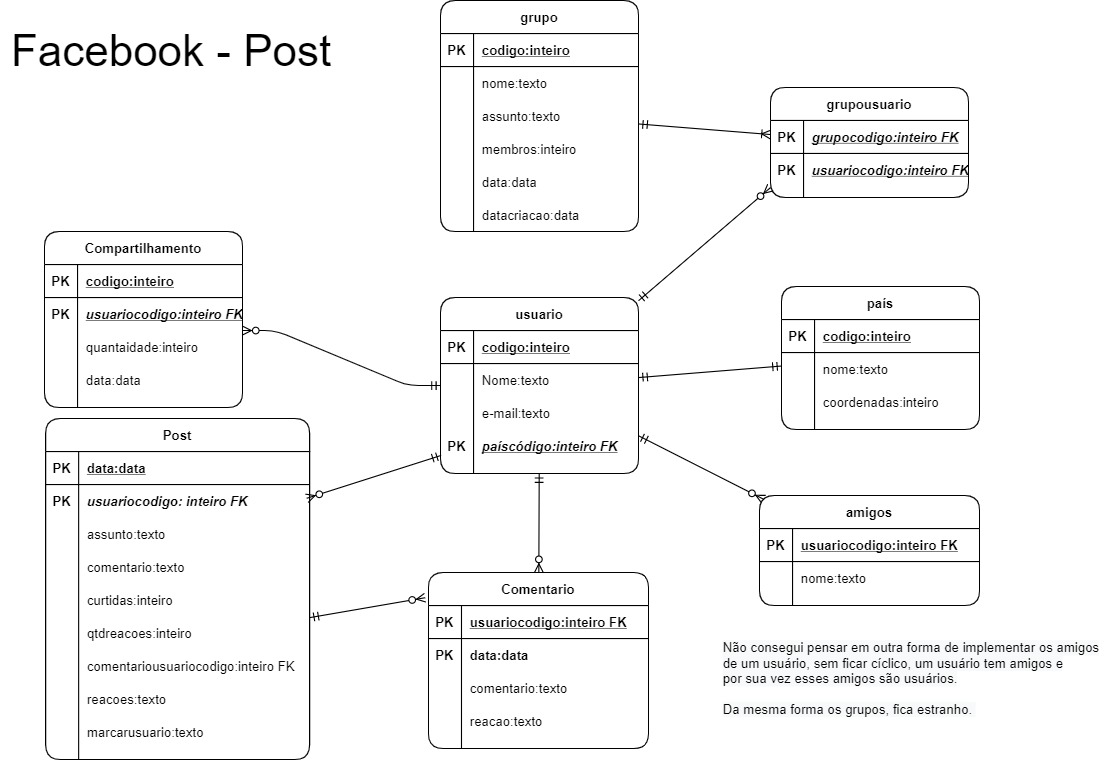 Facebook - Post
grupo
PK codigo:inteiro
nome:texto
assunto:texto
membros:inteiro
data:data
datacriacao:data
grupousuario
PK grupocodigo:inteiro FK
PK usuariocodigo:inteiro FK
Compartilhamento
PK codigo:inteiro
PK usuariocodigo:inteiro FK
quantaidade:inteiro
data:data
usuario
PK codigo:inteiro
Nome:texto
e-mail:texto
PK paíscódigo:inteiro FK
país
PK codigo:inteiro
nome:texto
coordenadas:inteiro
Post
PK data:data
PK usuariocodigo: inteiro FK
assunto:texto
comentario:texto
curtidas:inteiro
qtdreacoes:inteiro
comentariousuariocodigo:inteiro FK
reacoes:texto
marcarusuario:texto
amigos
PK usuariocodigo:inteiro FK
nome:texto
Comentario
PK usuariocodigo:inteiro FK
PK data:data
comentario:texto
reacao:texto
Não consegui pensar em outra forma de implementar os amigos
de um usuário, sem ficar cíclico, um usuário tem amigos e
por sua vez esses amigos são usuários.
Da mesma forma os grupos, fica estranho.